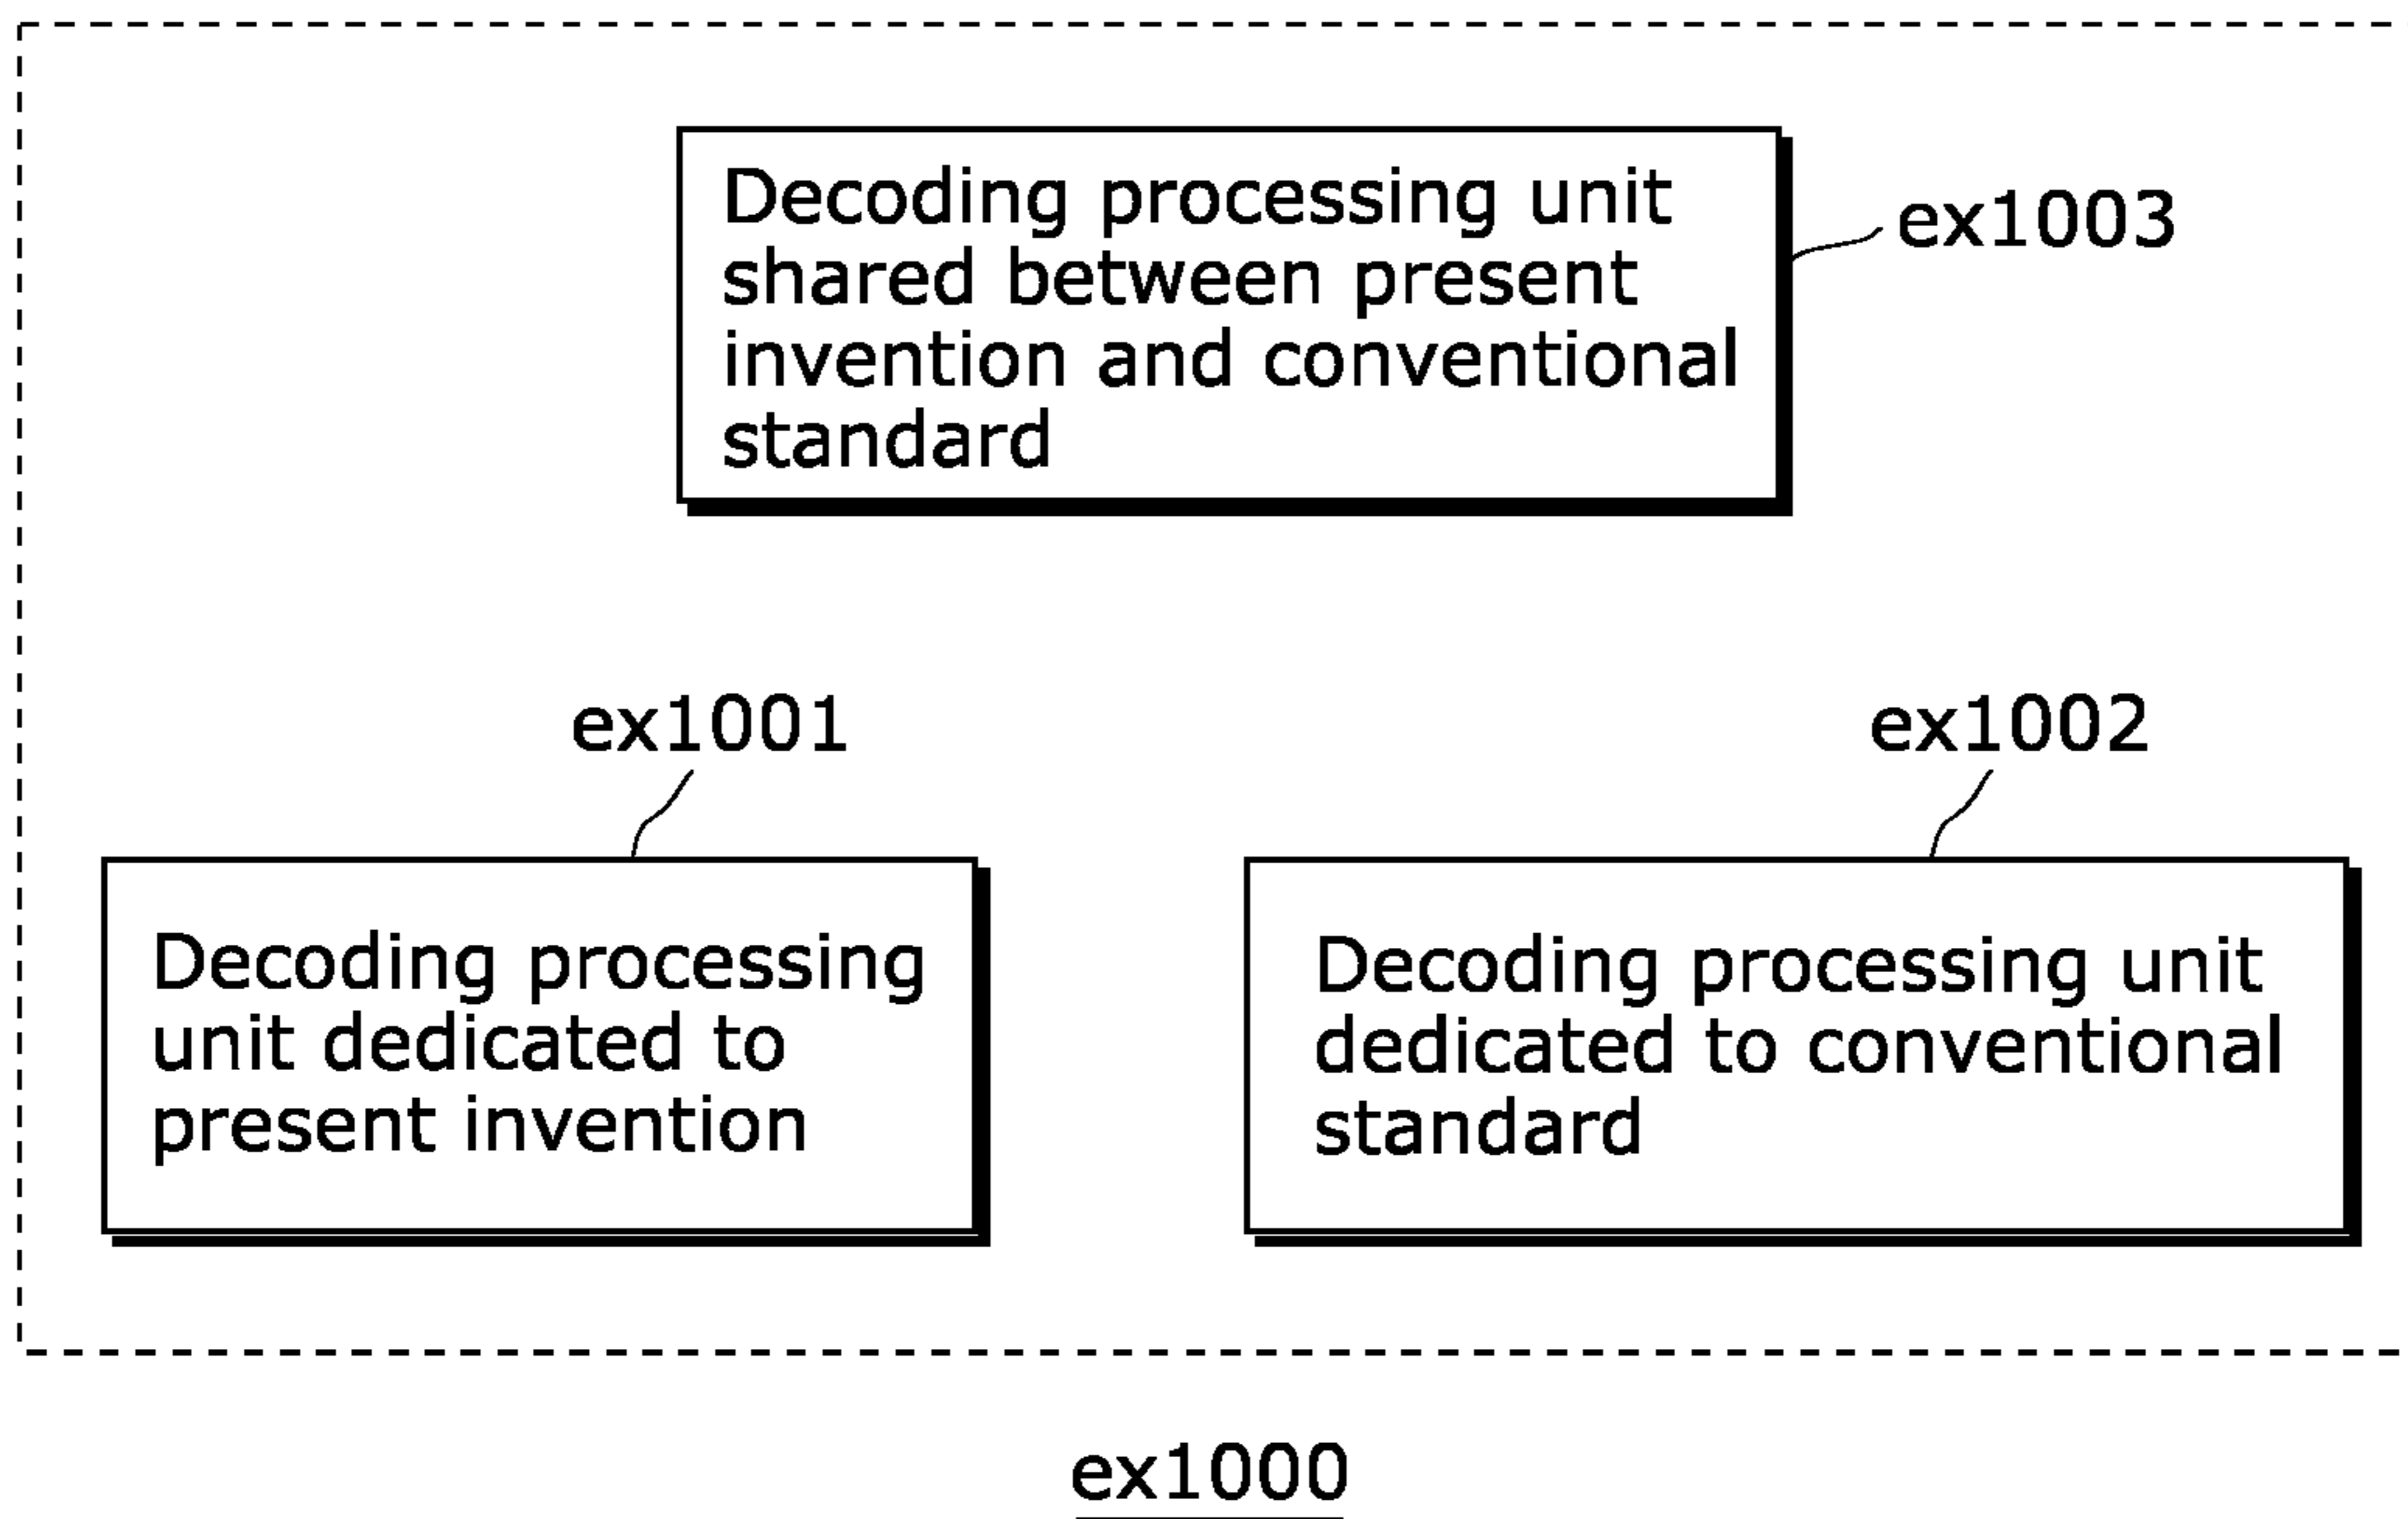 Decoding processing unit
shared between present
invention and conventional
standard
ex1003
ex1001
ex1002
Decoding processing
unit dedicated to
present invention
Decoding processing unit
dedicated to conventional
standard
ex1000